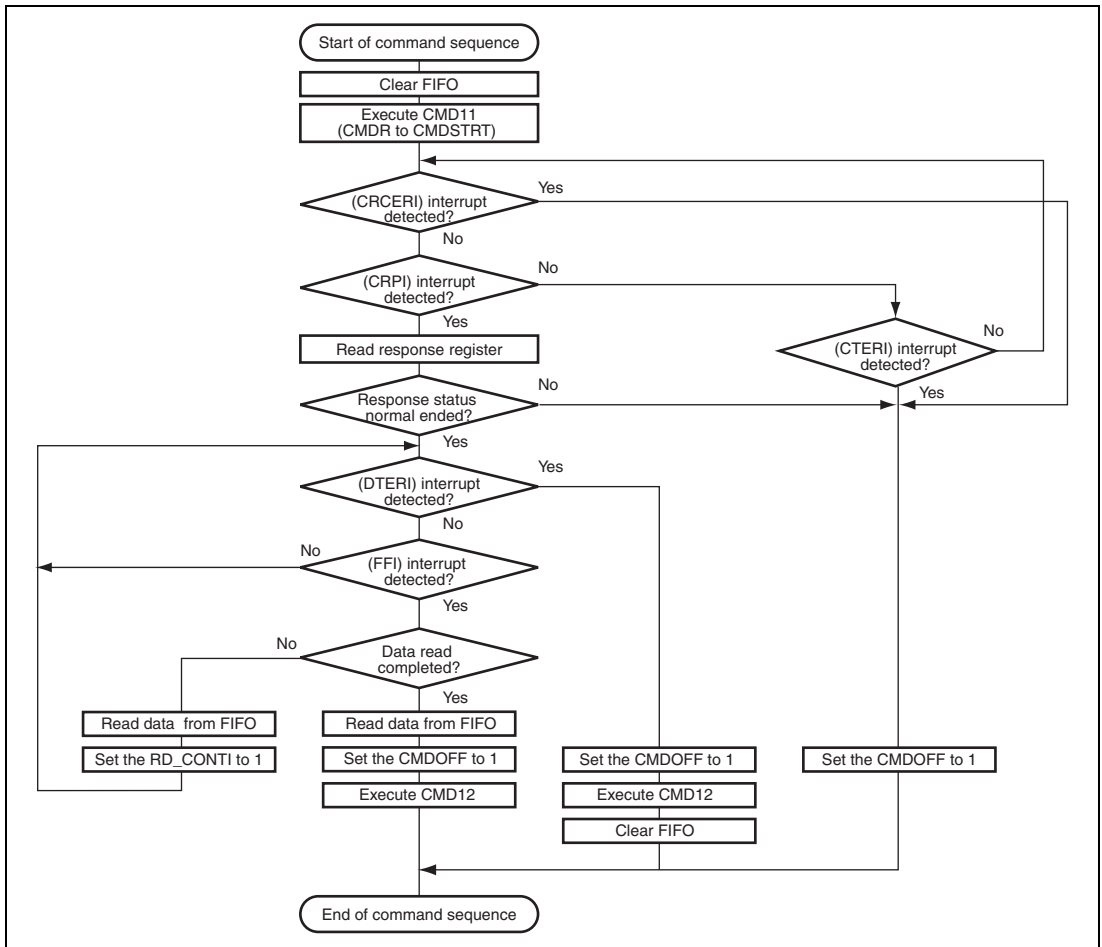 Start of command sequence
Clear FIFO
Execute CMD11
(CMDR to CMDSTRT)
(CRCERI) interrupt
detected?
Yes
No
(CRPI) interrupt
detected?
No
Yes
(CTERI) interrupt
detected?
No
Yes
Read response register
Response status
normal ended?
No
Yes
(DTERI) interrupt
detected?
Yes
No
(FFI) interrupt
detected?
No
Yes
Data read
completed?
No
Yes
Read data from FIFO
Set the RD_CONTI to 1
Read data from FIFO
Set the CMDOFF to 1
Execute CMD12
Set the CMDOFF to 1
Execute CMD12
Clear FIFO
Set the CMDOFF to 1
End of command sequence